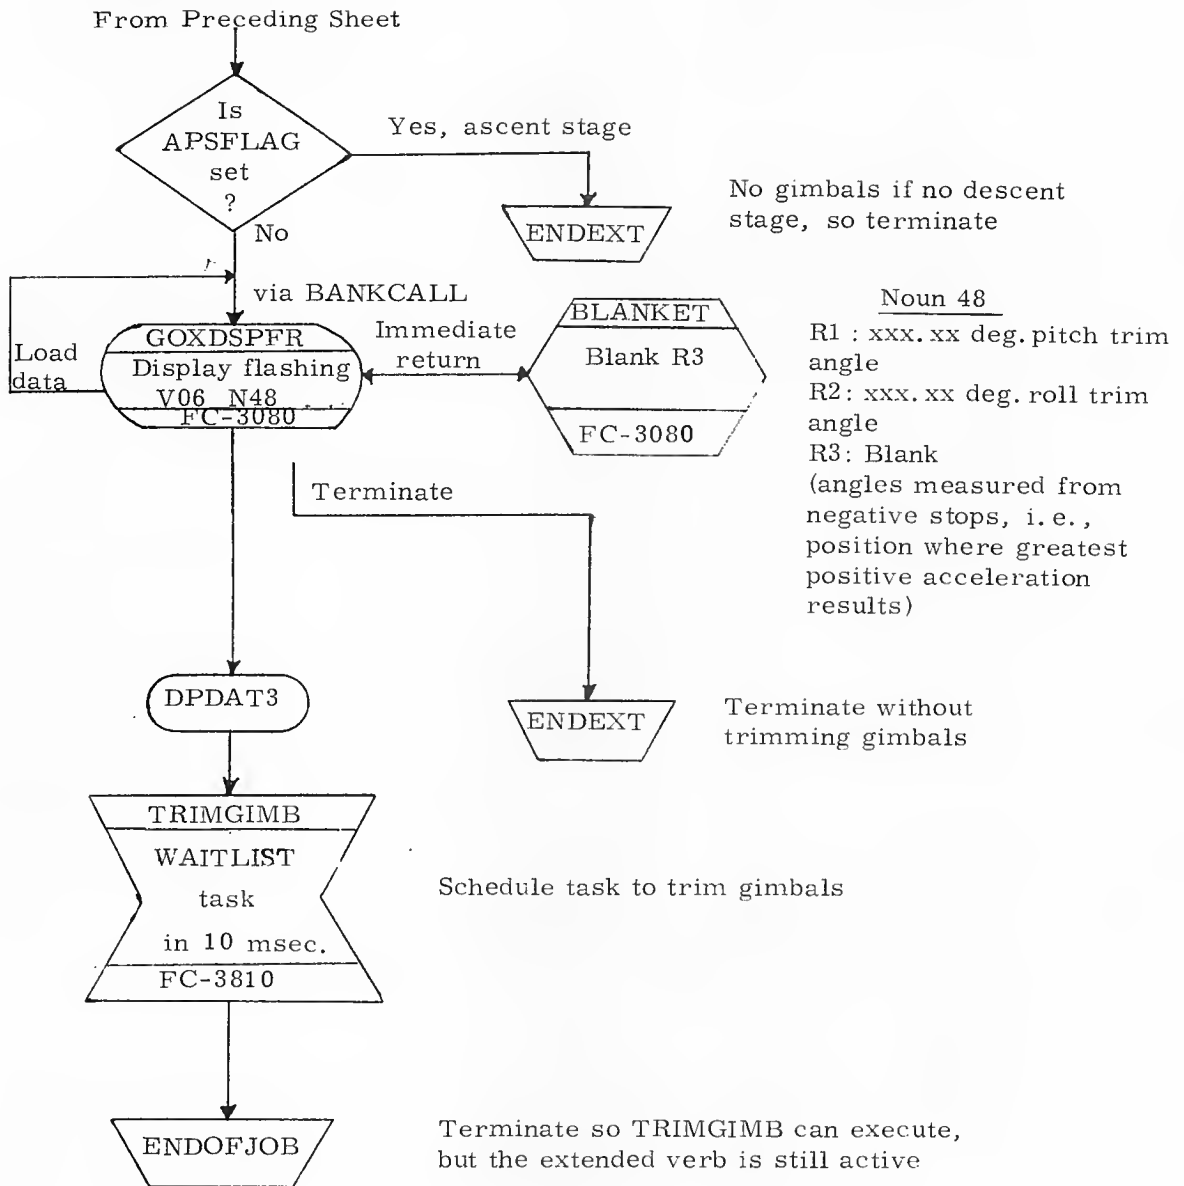 From Preceding Sheet
Is
APSFLAG
set
?
Yes, ascent stage
No
ENDEXT
No gimbals if no descent
stage, so terminate
via BANKCALL
Load
data
GOXDSPFR
Display flashing
V06 N48
FC-3080
Immediate
return
BLANKET
Blank R3
FC-3080
Noun 48
R1 : xxx.xx deg. pitch trim
angle
R2: xxx.xx deg. roll trim
angle
R3: Blank
(angles measured from
negative stops, i.e.,
position where greatest
positive acceleration
results)
Terminate
DPDAT3
ENDEXT
Terminate without
trimming gimbals
TRIMGIMB
WAITLIST
task
in 10 msec.
FC-3810
Schedule task to trim gimbals
ENDOFJOB
Terminate so TRIMGIMB can execute,
but the extended verb is still active